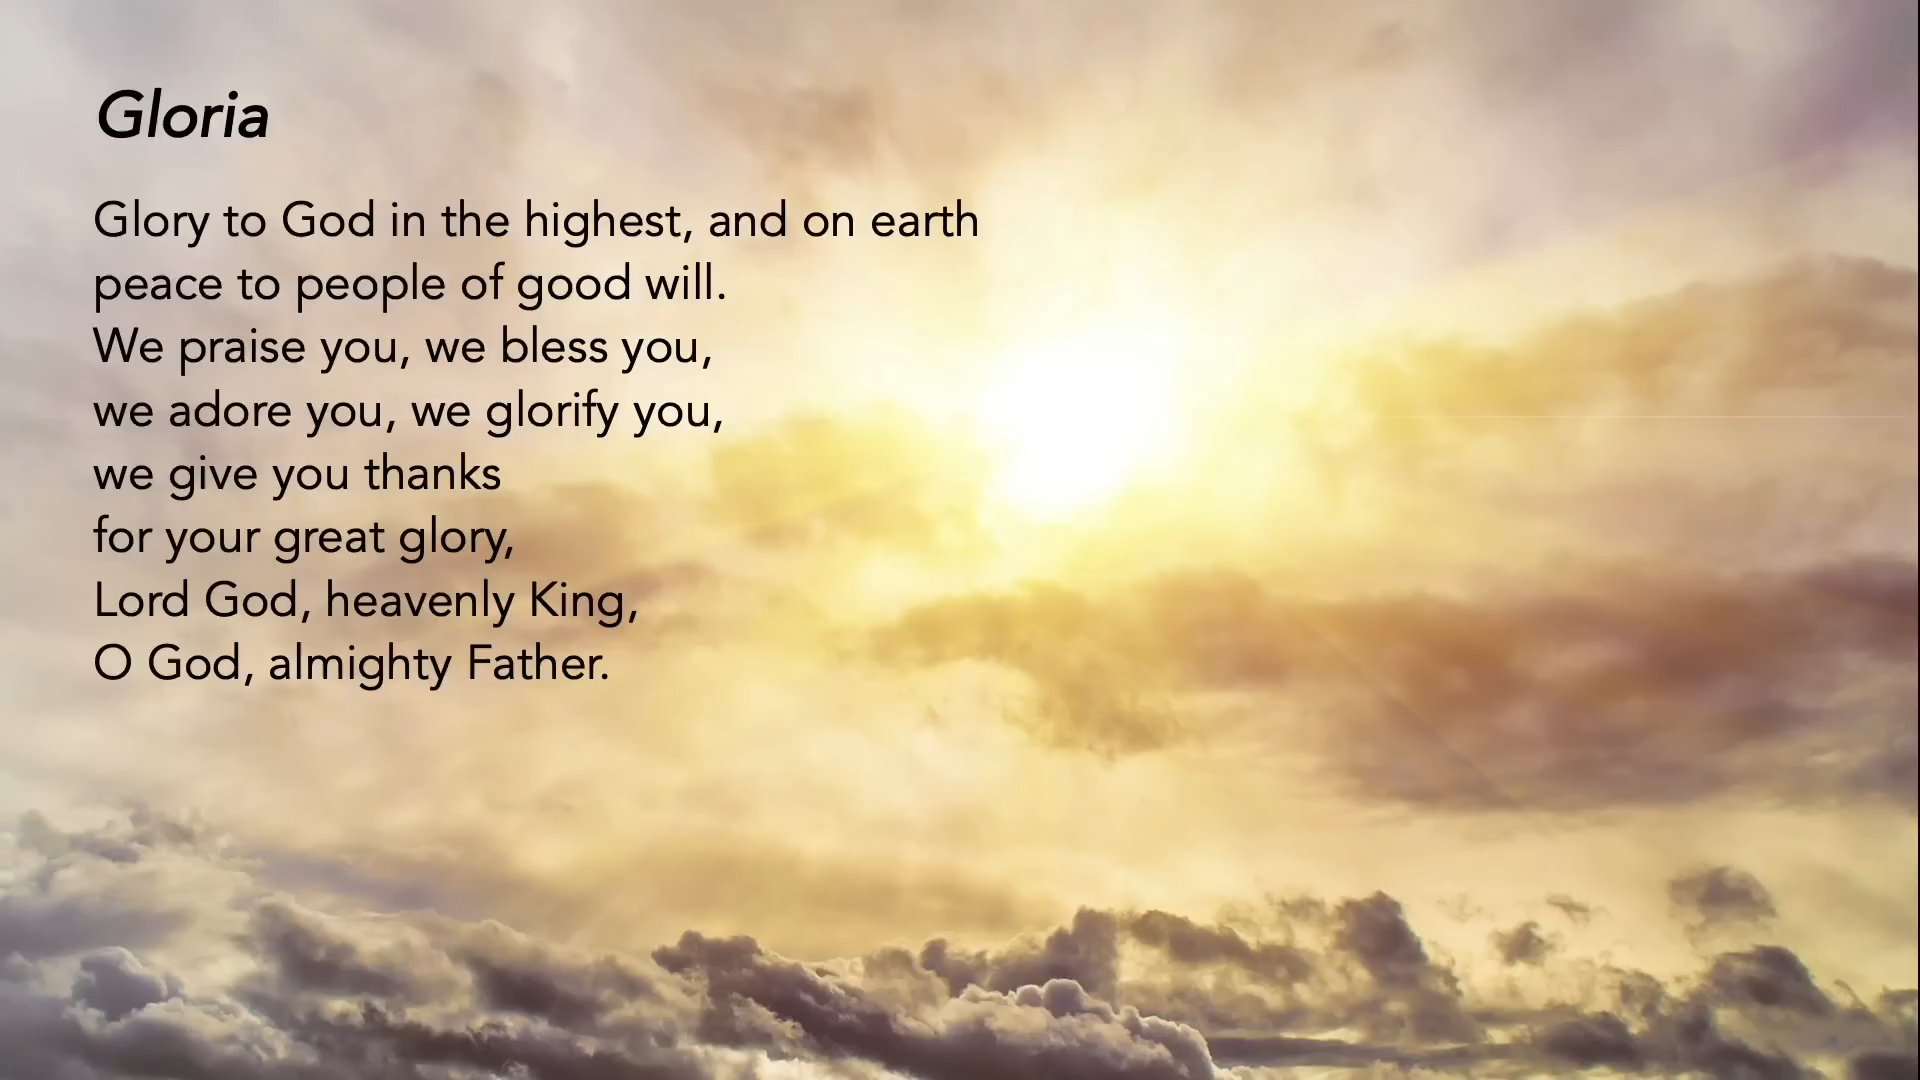 Gloria
Glory to God in the highest, and on earth
peace to people of good will.
We praise you, we bless you,
we adore you, we glorify you,
we give you thanks
for your great glory,
Lord God, heavenly King,
O God, almighty Father.